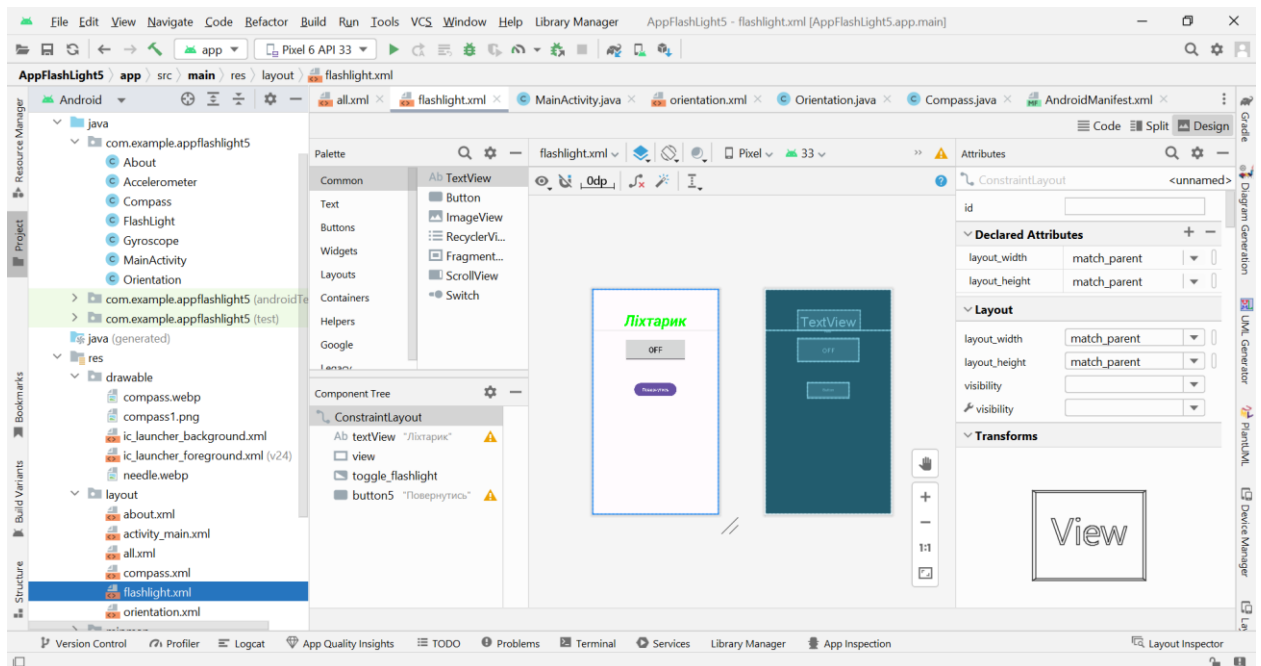 File Edit View Navigate Code Refactor Build Run Tools VCS Window Help Library Manager AppFlashLight5 - flashlight.xml [AppFlashLight5.app.main]
app Pixel 6 API 33
AppFlashLight5 app src main res layout flashlight.xml
Android all.xml flashlight.xml MainActivity.java orientation.xml Orientation.java Compass.java AndroidManifest.xml
Code Split Design
Resource Manager
Project
Bookmarks
Build Variants
Structure
java
com.example.appflashlight5
About
Accelerometer
Compass
FlashLight
Gyroscope
MainActivity
Orientation
com.example.appflashlight5 (androidTe
com.example.appflashlight5 (test)
java (generated)
res
drawable
compass.webp
compass1.png
ic_launcher_background.xml
ic_launcher_foreground.xml (v24)
needle.webp
layout
about.xml
activity_main.xml
all.xml
compass.xml
flashlight.xml
orientation.xml
Palette
Common
Text
Buttons
Widgets
Layouts
Containers
Helpers
Google
Legacy
Ab TextView
Button
ImageView
RecyclerVi...
Fragment...
ScrollView
Switch
Component Tree
ConstraintLayout
Ab textView "Ліхтарик"
view
toggle_flashlight
button5 "Повернутись"
flashlight.xml Pixel 33
0dp
Ліхтарик
OFF
Повернутись
TextView
OFF
1:1
Attributes
ConstraintLayout <unnamed>
id
Declared Attributes
layout_width match_parent
layout_height match_parent
Layout
layout_width match_parent
layout_height match_parent
visibility
visibility
Transforms
View
Gradle
Diagram Generation
UML Generator
PlantUML
Device Manager
Version Control Profiler Logcat App Quality Insights TODO Problems Terminal Services Library Manager App Inspection Layout Inspector